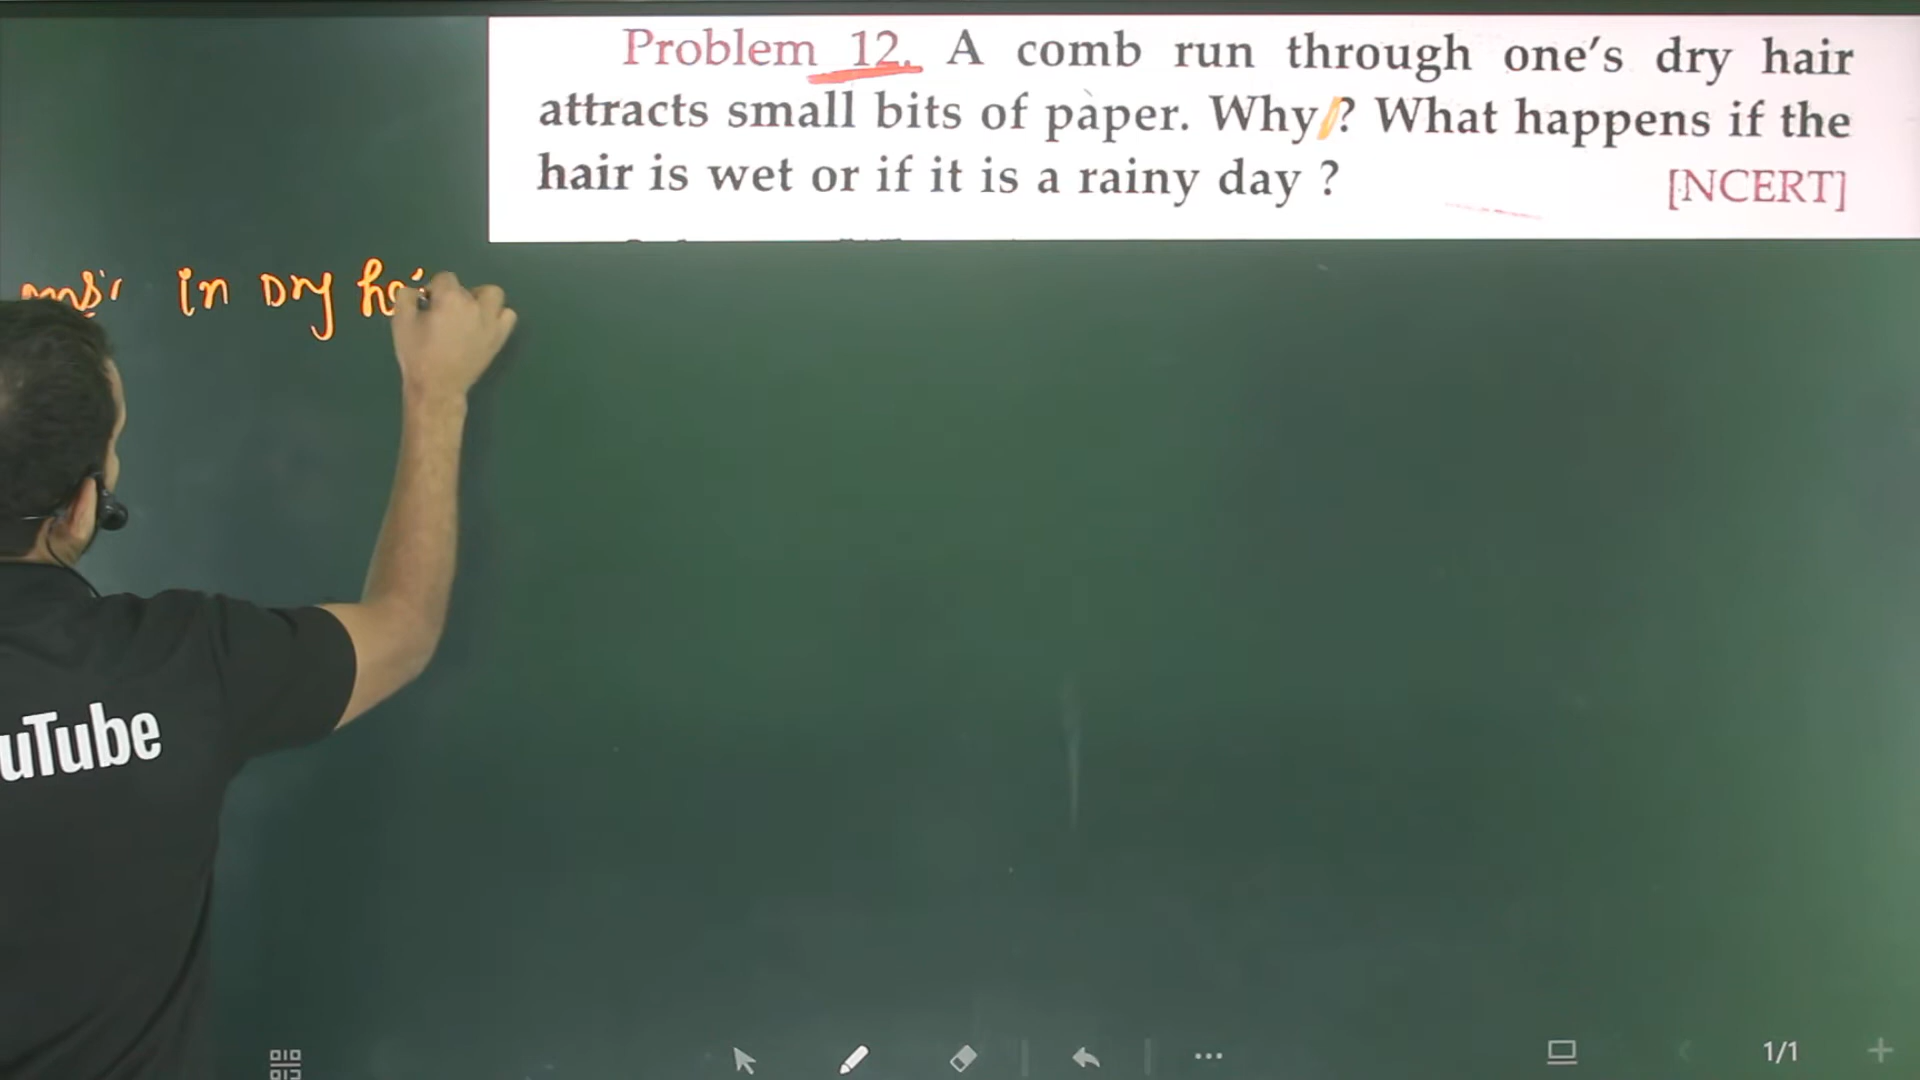 Problem 12. A comb run through one's dry hair
attracts small bits of paper. Why ? What happens if the
hair is wet or if it is a rainy day ?
[NCERT]
in Dry
uTube
1/1